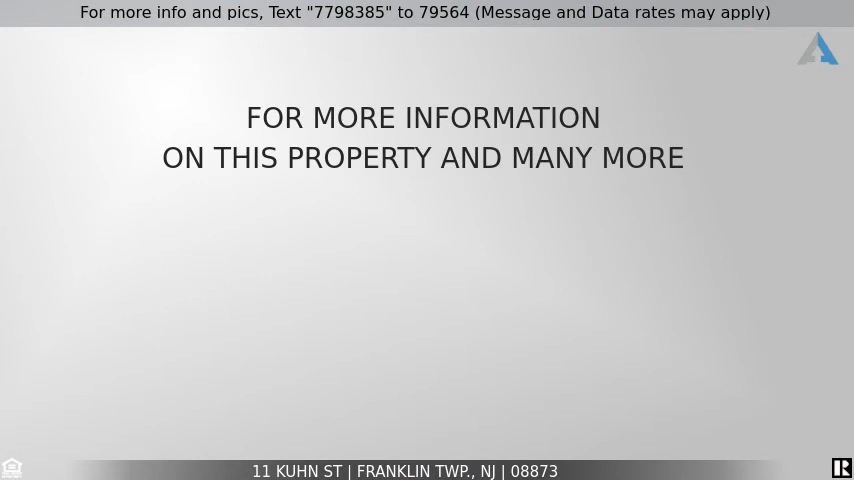 For more info and pics, Text "7798385" to 79564 (Message and Data rates may apply)
FOR MORE INFORMATION
ON THIS PROPERTY AND MANY MORE
11 KUHN ST | FRANKLIN TWP., NJ | 08873